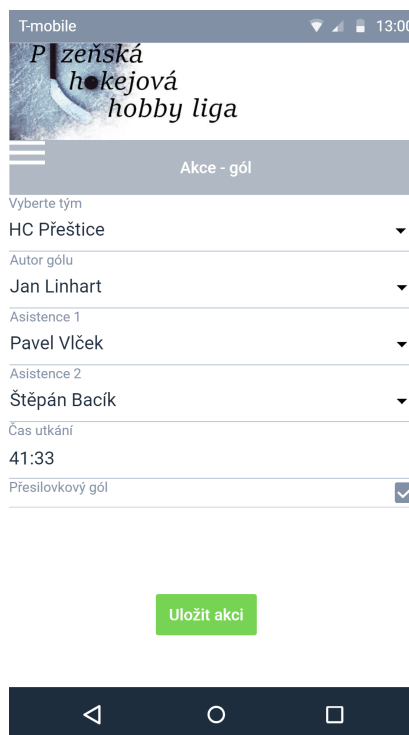 T-mobile 13:00
Plzeňská
hokejová
hobby liga
Akce - gól
Vyberte tým
HC Přeštice
Autor gólu
Jan Linhart
Asistence 1
Pavel Vlček
Asistence 2
Štěpán Bacík
Čas utkání
41:33
Přesilovkový gól
Uložit akci